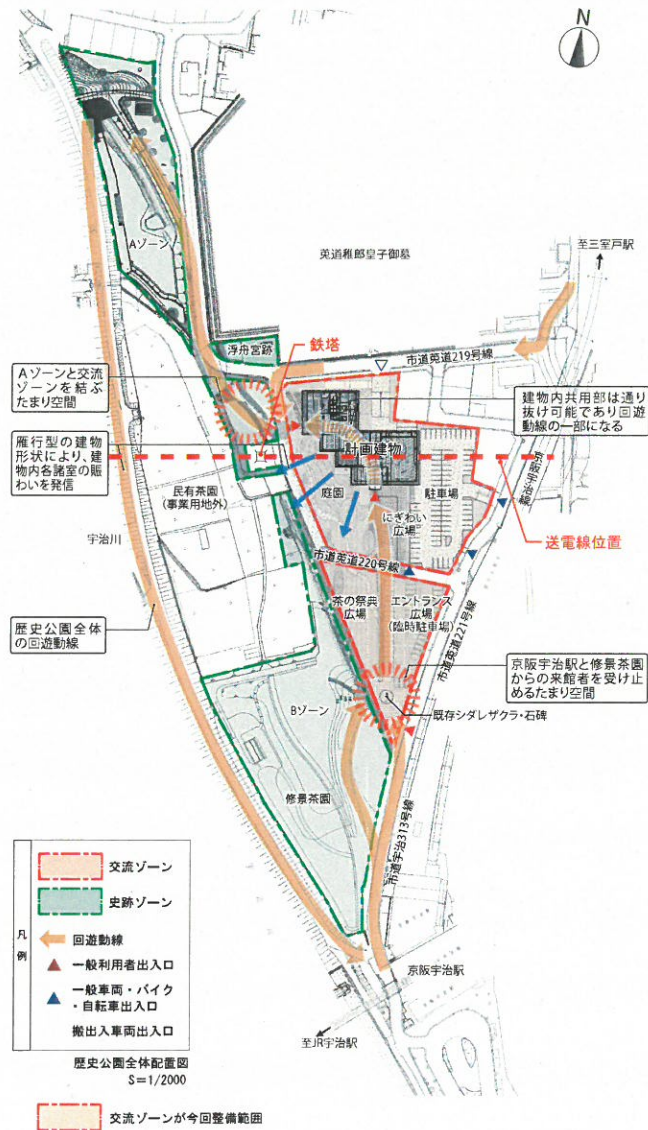 N
Aゾーン
莵道稚郎皇子御墓
至三室戸駅
浮舟宮跡
鉄塔
市道莵道219号線
Aゾーンと交流
ゾーンを結ぶ
たまり空間
建物内共用部は通り
抜け可能であり回遊
動線の一部になる
雁行型の建物
形状により、建
物内各諸室の賑
わいを発信
計画建物
京阪宇治線
民有茶園
(事業用地外)
庭園
駐車場
にぎわい
広場
送電線位置
宇治川
市道莵道220号線
茶の祭典
広場
エントランス
広場
(臨時駐車場)
市道莵道221号線
歴史公園全体
の回遊動線
京阪宇治駅と修景茶園
からの来館者を受け止
めるたまり空間
Bゾーン
既存シダレザクラ・石碑
修景茶園
市道宇治313号線
凡例
交流ゾーン
史跡ゾーン
回遊動線
一般利用者出入口
一般車両・バイク
・自転車出入口
搬出入車両出入口
京阪宇治駅
至JR宇治駅
歴史公園全体配置図
S=1/2000
交流ゾーンが今回整備範囲